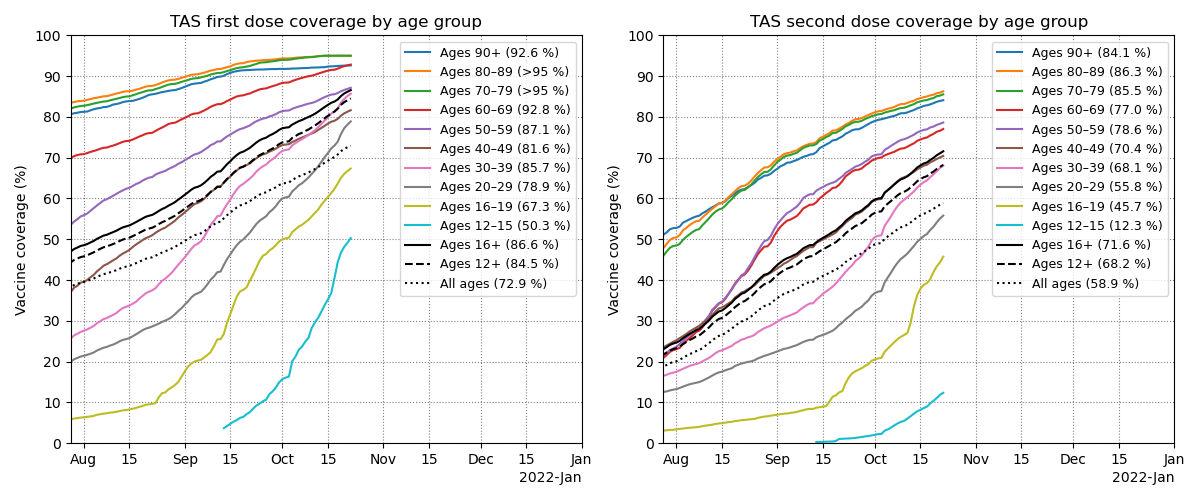 TAS first dose coverage by age group
Vaccine coverage (%)
100
90
80
70
60
50
40
30
20
10
0
Aug 15 Sep 15 Oct 15 Nov 15 Dec 15 Jan
2022-Jan
Ages 90+ (92.6 %)
Ages 80–89 (>95 %)
Ages 70–79 (>95 %)
Ages 60–69 (92.8 %)
Ages 50–59 (87.1 %)
Ages 40–49 (81.6 %)
Ages 30–39 (85.7 %)
Ages 20–29 (78.9 %)
Ages 16–19 (67.3 %)
Ages 12–15 (50.3 %)
Ages 16+ (86.6 %)
Ages 12+ (84.5 %)
All ages (72.9 %)
TAS second dose coverage by age group
Vaccine coverage (%)
100
90
80
70
60
50
40
30
20
10
0
Aug 15 Sep 15 Oct 15 Nov 15 Dec 15 Jan
2022-Jan
Ages 90+ (84.1 %)
Ages 80–89 (86.3 %)
Ages 70–79 (85.5 %)
Ages 60–69 (77.0 %)
Ages 50–59 (78.6 %)
Ages 40–49 (70.4 %)
Ages 30–39 (68.1 %)
Ages 20–29 (55.8 %)
Ages 16–19 (45.7 %)
Ages 12–15 (12.3 %)
Ages 16+ (71.6 %)
Ages 12+ (68.2 %)
All ages (58.9 %)